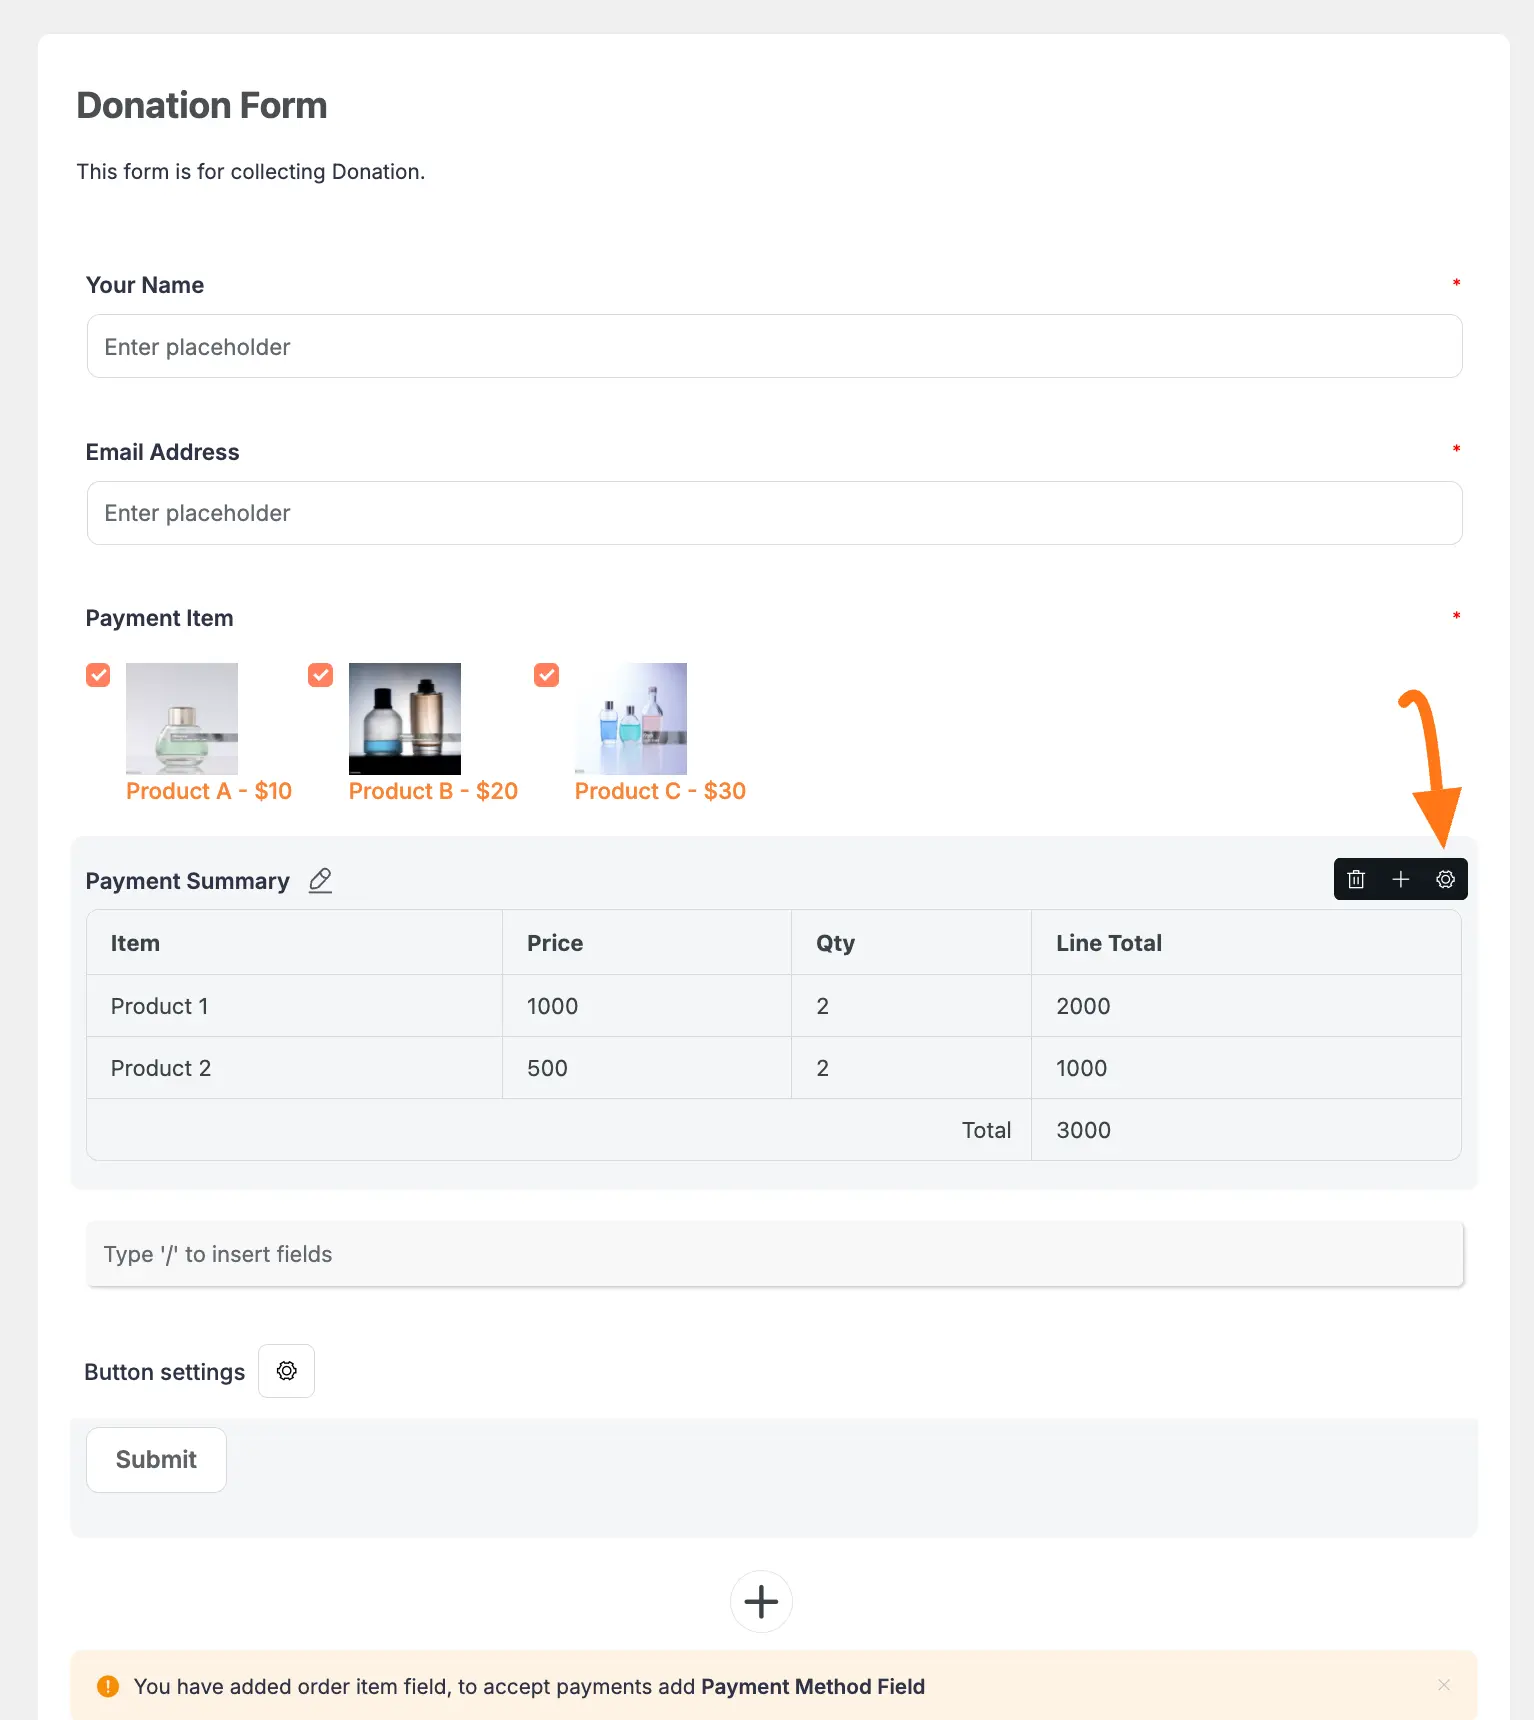 Donation Form
This form is for collecting Donation.
Your Name *
Enter placeholder
Email Address *
Enter placeholder
Payment Item *
Product A - $10 Product B - $20 Product C - $30
Payment Summary
Item Price Qty Line Total
Product 1 1000 2 2000
Product 2 500 2 1000
Total 3000
Type '/' to insert fields
Button settings
Submit
You have added order item field, to accept payments add Payment Method Field